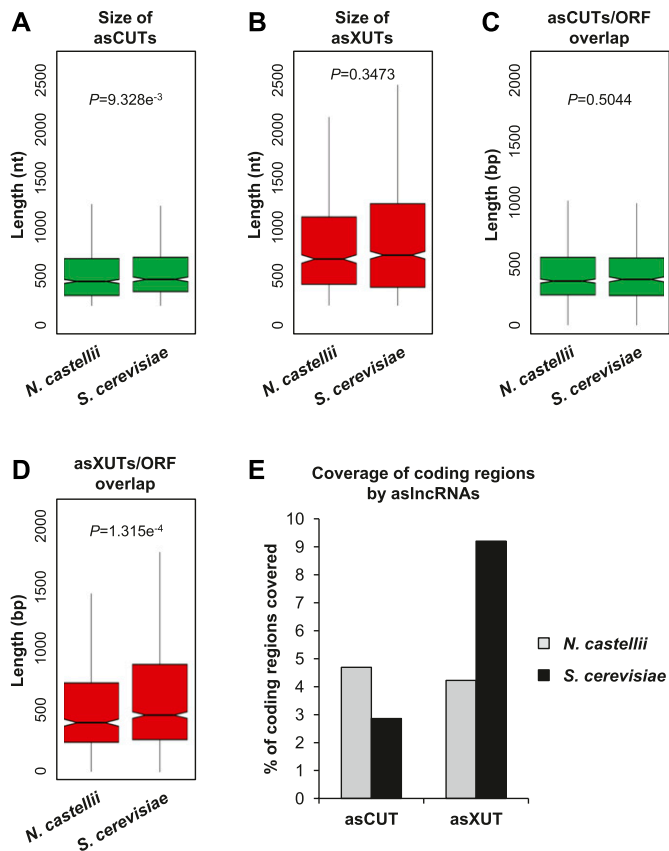 A
Size of
asCUTs
P=9.328e-3
Length (nt)
2500
2000
1500
1000
500
0
N. castellii
S. cerevisiae
B
Size of
asXUTs
P=0.3473
Length (nt)
2500
2000
1500
1000
500
0
N. castellii
S. cerevisiae
C
asCUTs/ORF
overlap
P=0.5044
Length (bp)
2000
1500
1000
500
0
N. castellii
S. cerevisiae
D
asXUTs/ORF
overlap
P=1.315e-4
Length (bp)
2000
1500
1000
500
0
N. castellii
S. cerevisiae
E
Coverage of coding regions
by aslncRNAs
% of coding regions covered
10
9
8
7
6
5
4
3
2
1
0
asCUT
asXUT
N. castellii
S. cerevisiae